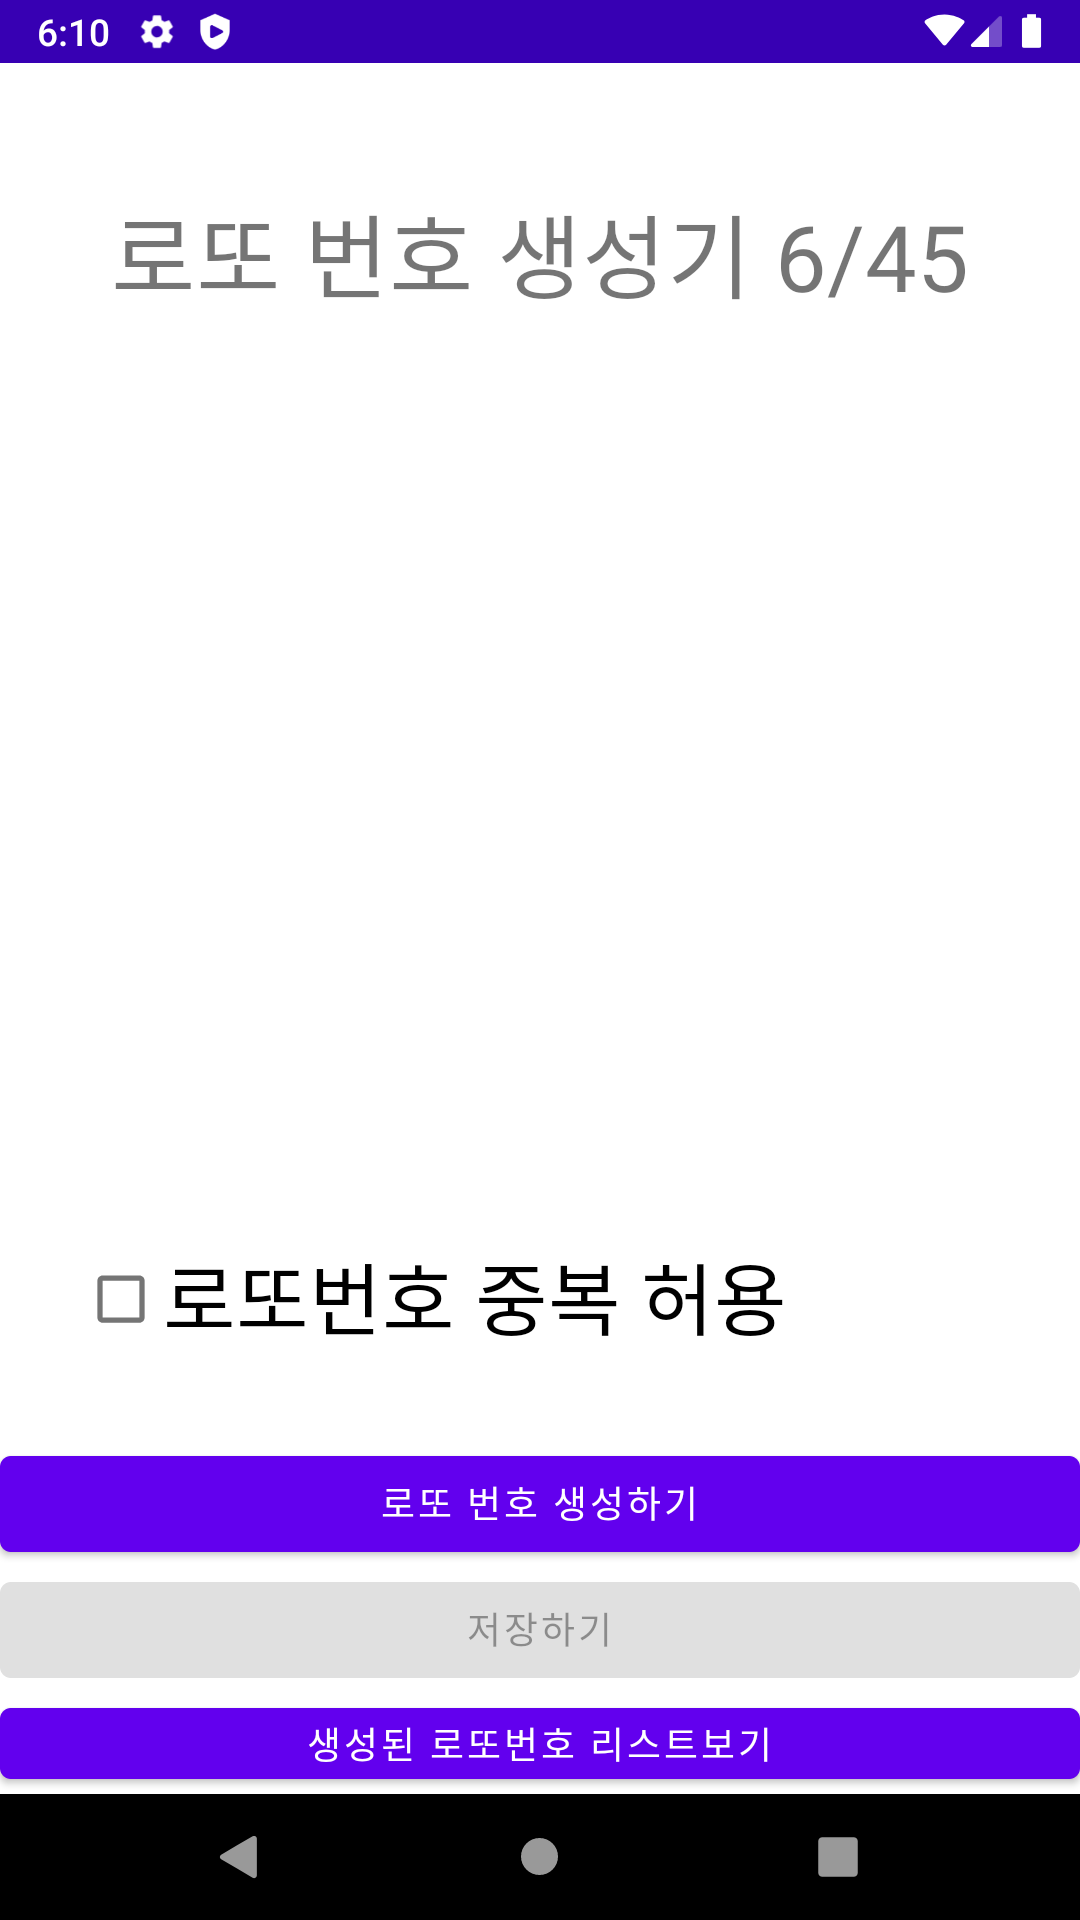 6:10
로또 번호 생성기 6/45
로또번호 중복 허용
로또 번호 생성하기
저장하기
생성된 로또번호 리스트보기